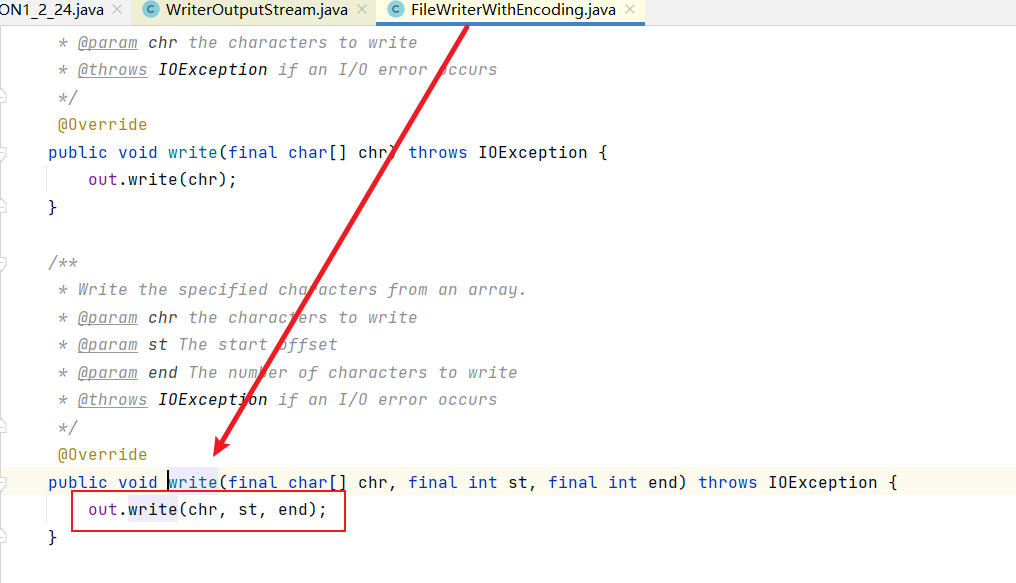 ON1_2_24.java × C WriterOutputStream.java × C FileWriterWithEncoding.java ×
* @param chr the characters to write
* @throws IOException if an I/O error occurs
*/
@Override
public void write(final char[] chr) throws IOException {
out.write(chr);
}
/**
* Write the specified characters from an array.
* @param chr the characters to write
* @param st The start offset
* @param end The number of characters to write
* @throws IOException if an I/O error occurs
*/
@Override
public void write(final char[] chr, final int st, final int end) throws IOException {
out.write(chr, st, end);
}